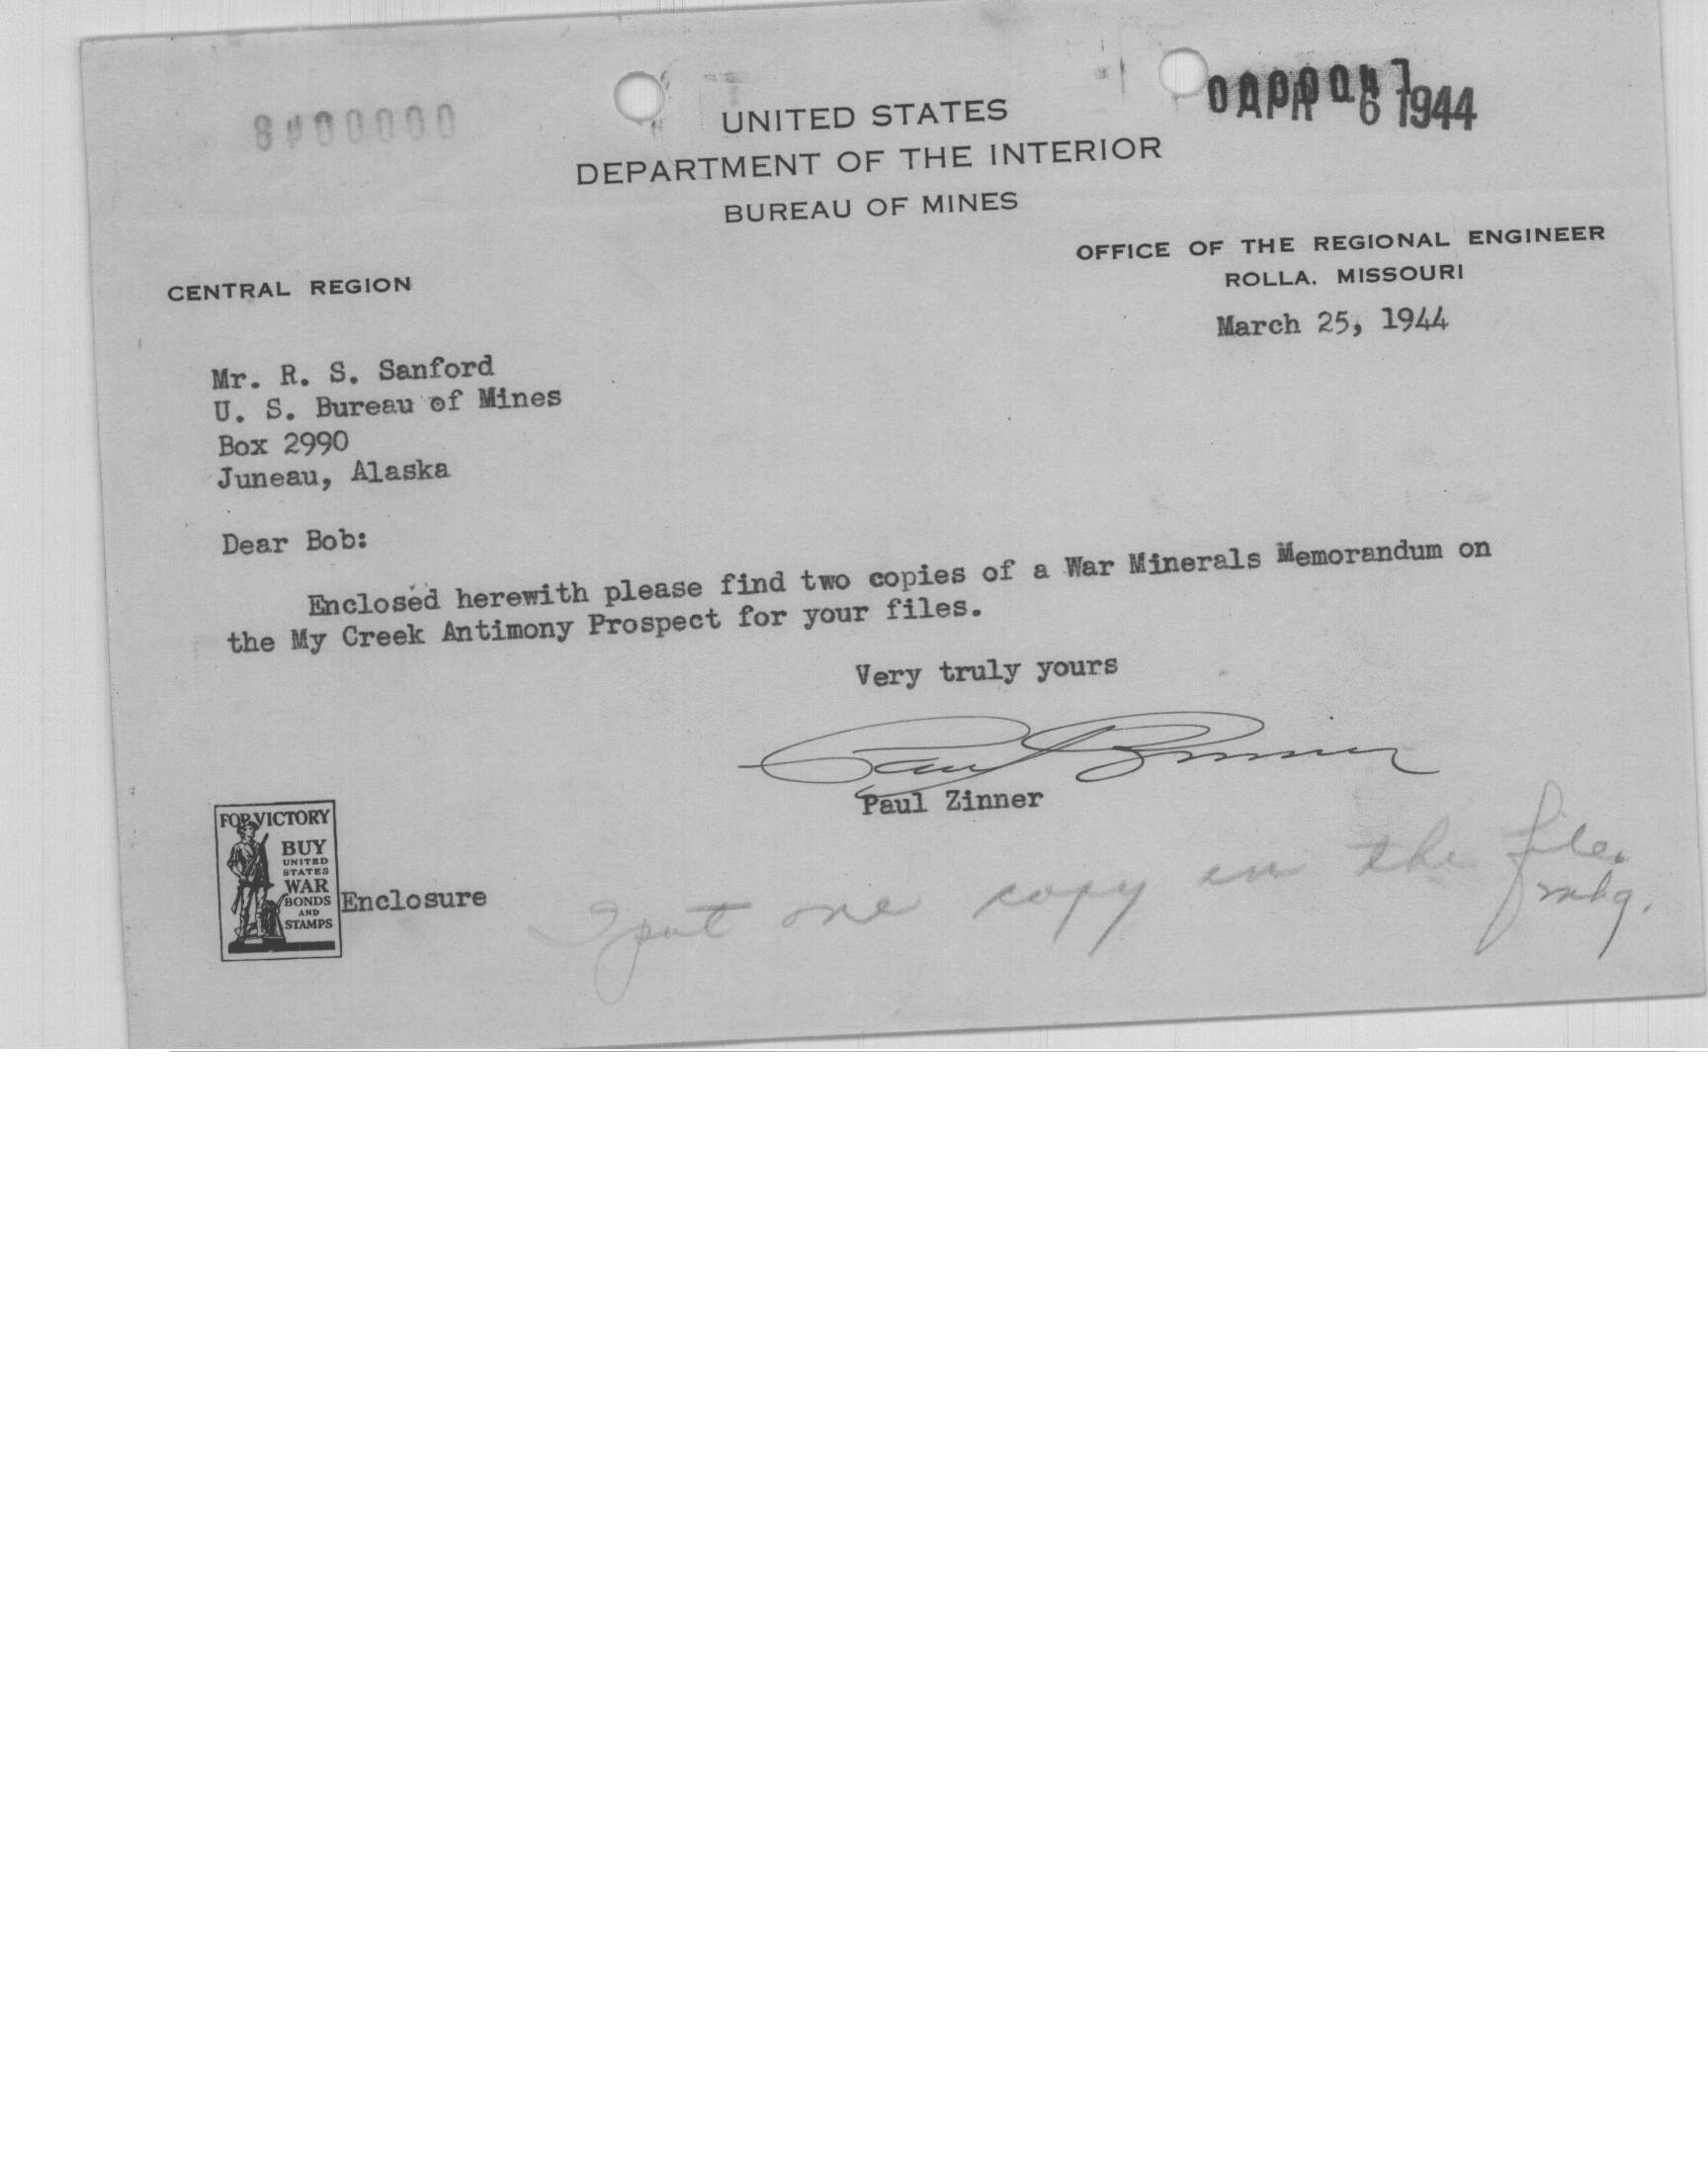 UNITED STATES
DEPARTMENT OF THE INTERIOR
BUREAU OF MINES
1944
OFFICE OF THE REGIONAL ENGINEER
CENTRAL REGION
ROLLA, MISSOURI
March 25, 1944
Mr. R. S. Sanford
U. S. Bureau of Mines
Box 2990
Juneau, Alaska
Dear Bob:
Enclosed herewith please find two copies of a War Minerals Memorandum on
the My Creek Antimony Prospect for your files.
Very truly yours
Paul Zinner
Paul Zinner
FOR VICTORY
BUY
UNITED
STATES
WAR
BONDS
AND
STAMPS
Enclosure
I put one copy in the file.